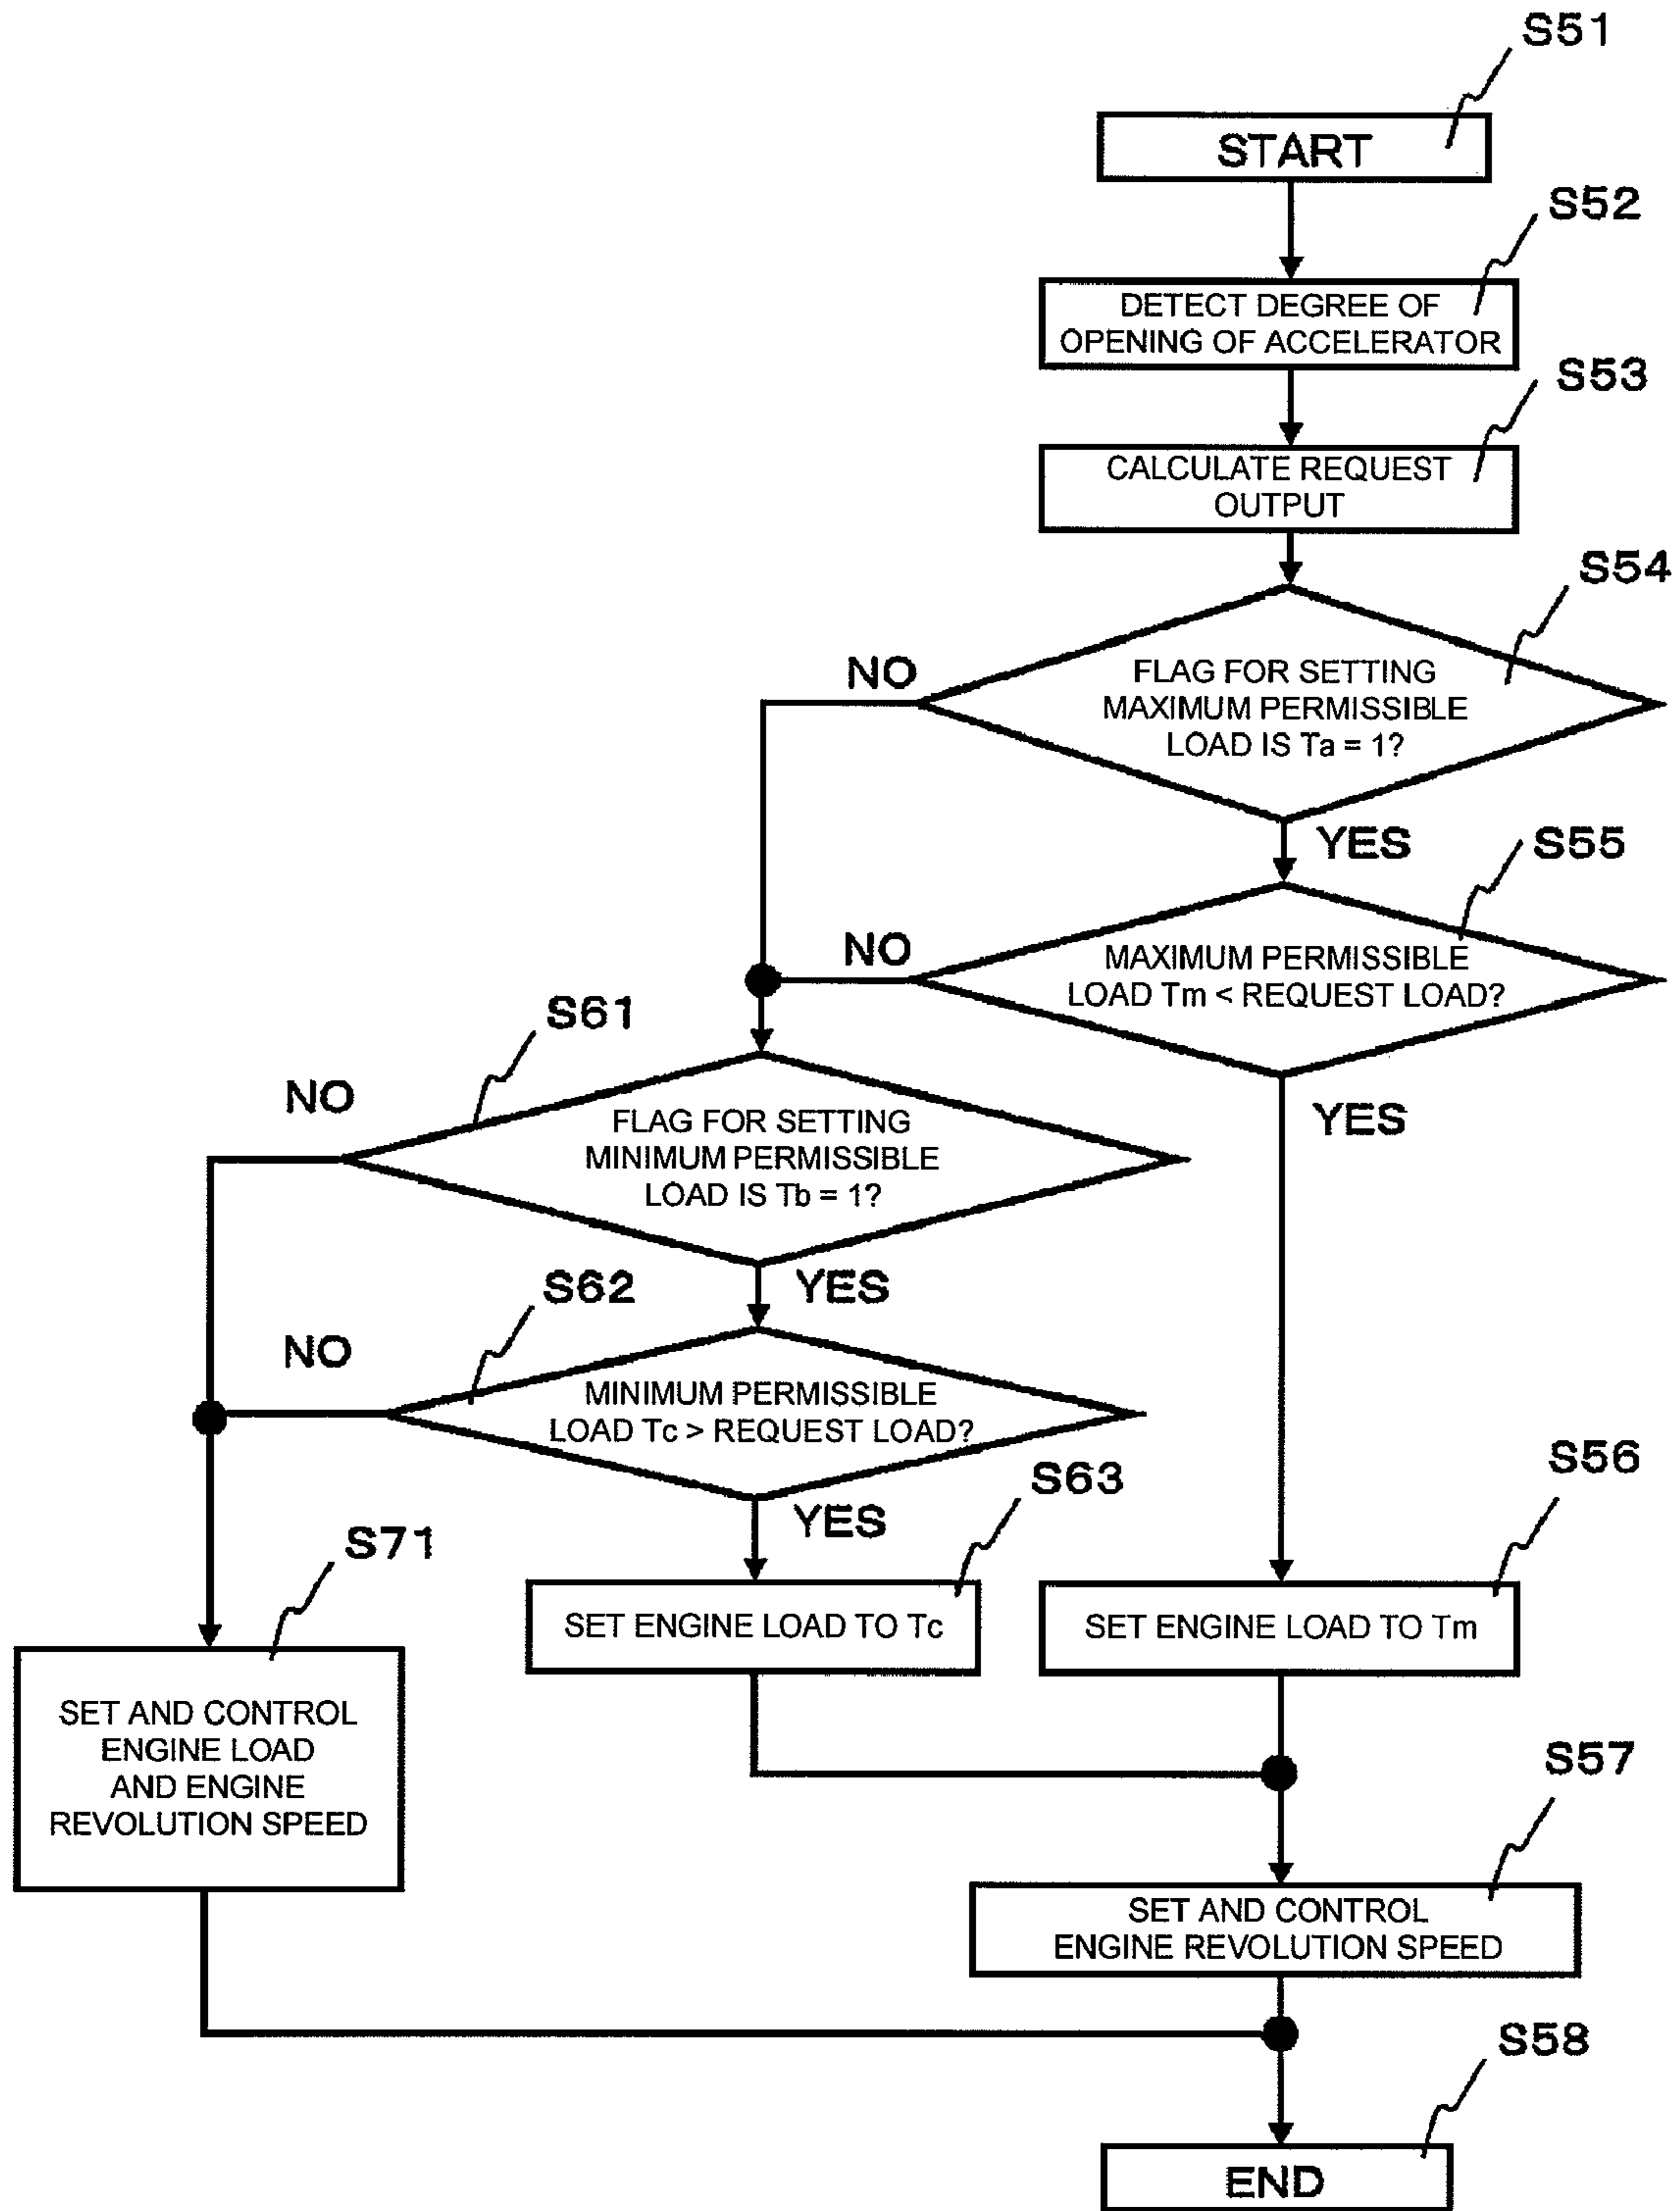 S51
START
S52
DETECT DEGREE OF
OPENING OF ACCELERATOR
S53
CALCULATE REQUEST
OUTPUT
S54
NO
FLAG FOR SETTING
MAXIMUM PERMISSIBLE
LOAD IS Ta = 1?
YES
S55
NO
MAXIMUM PERMISSIBLE
LOAD Tm < REQUEST LOAD?
YES
S61
NO
FLAG FOR SETTING
MINIMUM PERMISSIBLE
LOAD IS Tb = 1?
YES
S62
NO
MINIMUM PERMISSIBLE
LOAD Tc > REQUEST LOAD?
YES
S63
SET ENGINE LOAD TO Tc
S56
SET ENGINE LOAD TO Tm
S71
SET AND CONTROL
ENGINE LOAD
AND ENGINE
REVOLUTION SPEED
S57
SET AND CONTROL
ENGINE REVOLUTION SPEED
S58
END